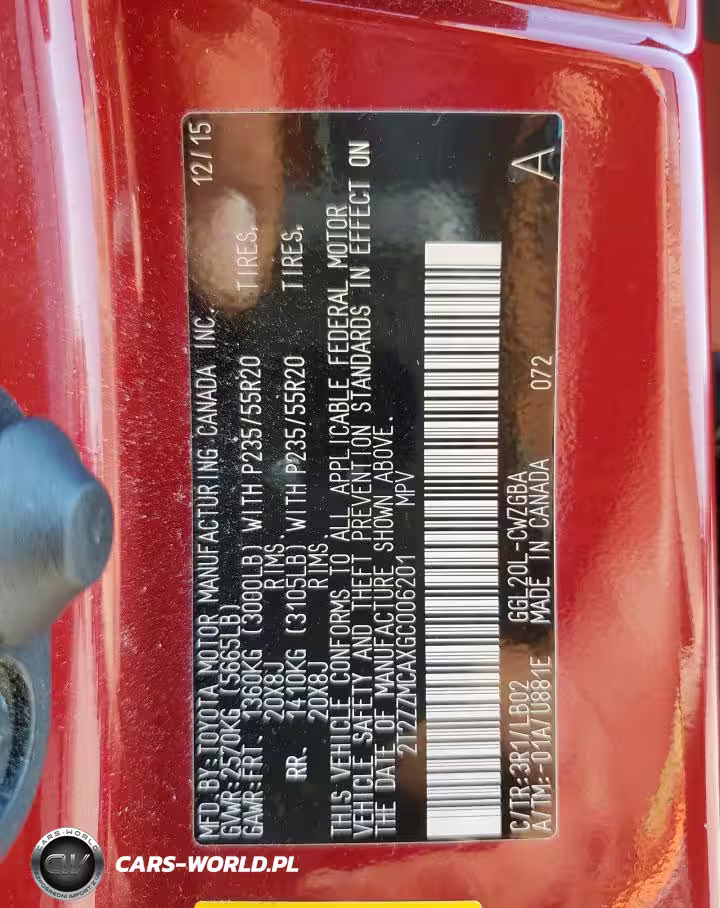 MFD.BY:TOYOTA MOTOR MANUFACTURING CANADA INC. 12/15
GVWR:2570KG (5665LB)
GAWR:FRT. 1360KG (3000LB) WITH P235/55R20 TIRES,
20X8J RIMS.
RR. 1410KG (3105LB) WITH P235/55R20 TIRES,
20X8J RIMS.
THIS VEHICLE CONFORMS TO ALL APPLICABLE FEDERAL MOTOR
VEHICLE SAFETY AND THEFT PREVENTION STANDARDS IN EFFECT ON
THE DATE OF MANUFACTURE SHOWN ABOVE.
2T2ZZMCAXGC006201 MPV
C/TR:3R1/LB02 GGL20L-CWZGBA 072 A
A/TM:-01A/U881E MADE IN CANADA
CARS-WORLD
CW
CARS-WORLD.PL